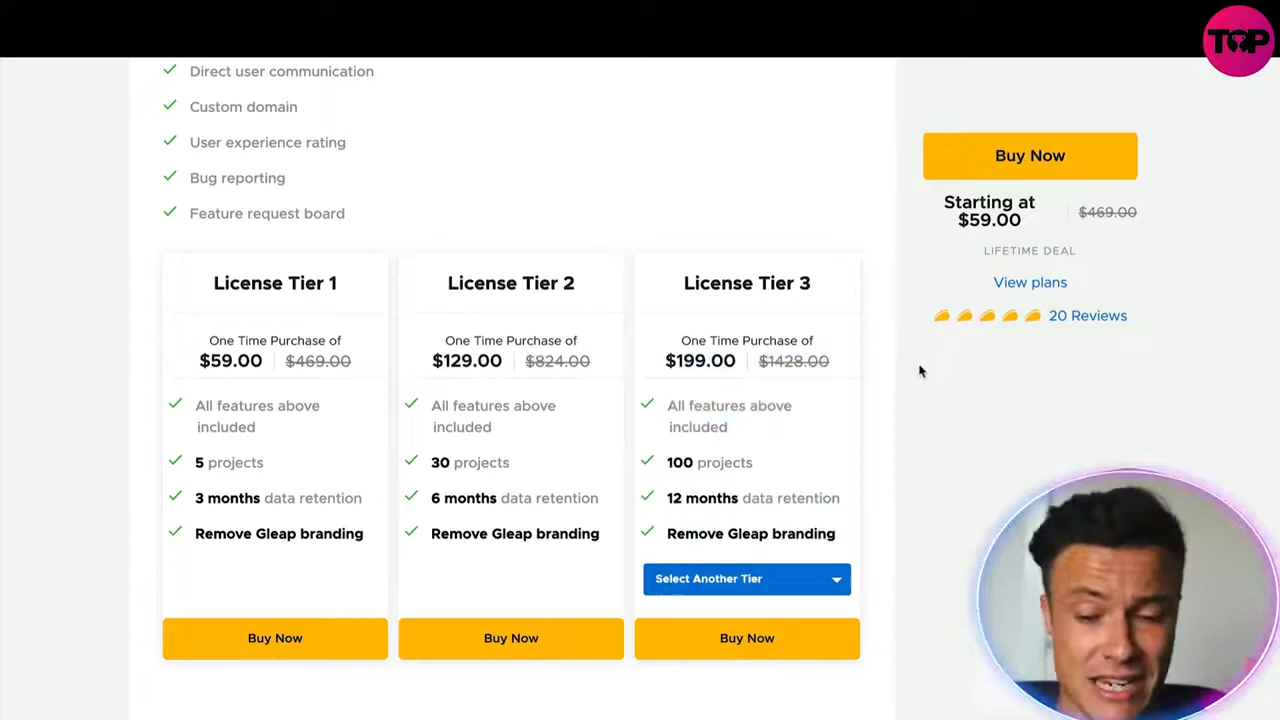 TOP
Direct user communication
Custom domain
User experience rating
Bug reporting
Feature request board
Buy Now
Starting at
$59.00
$469.00
LIFETIME DEAL
View plans
20 Reviews
License Tier 1
One Time Purchase of
$59.00 $469.00
All features above
included
5 projects
3 months data retention
Remove Gleap branding
Buy Now
License Tier 2
One Time Purchase of
$129.00 $824.00
All features above
included
30 projects
6 months data retention
Remove Gleap branding
Buy Now
License Tier 3
One Time Purchase of
$199.00 $1428.00
All features above
included
100 projects
12 months data retention
Remove Gleap branding
Select Another Tier
Buy Now